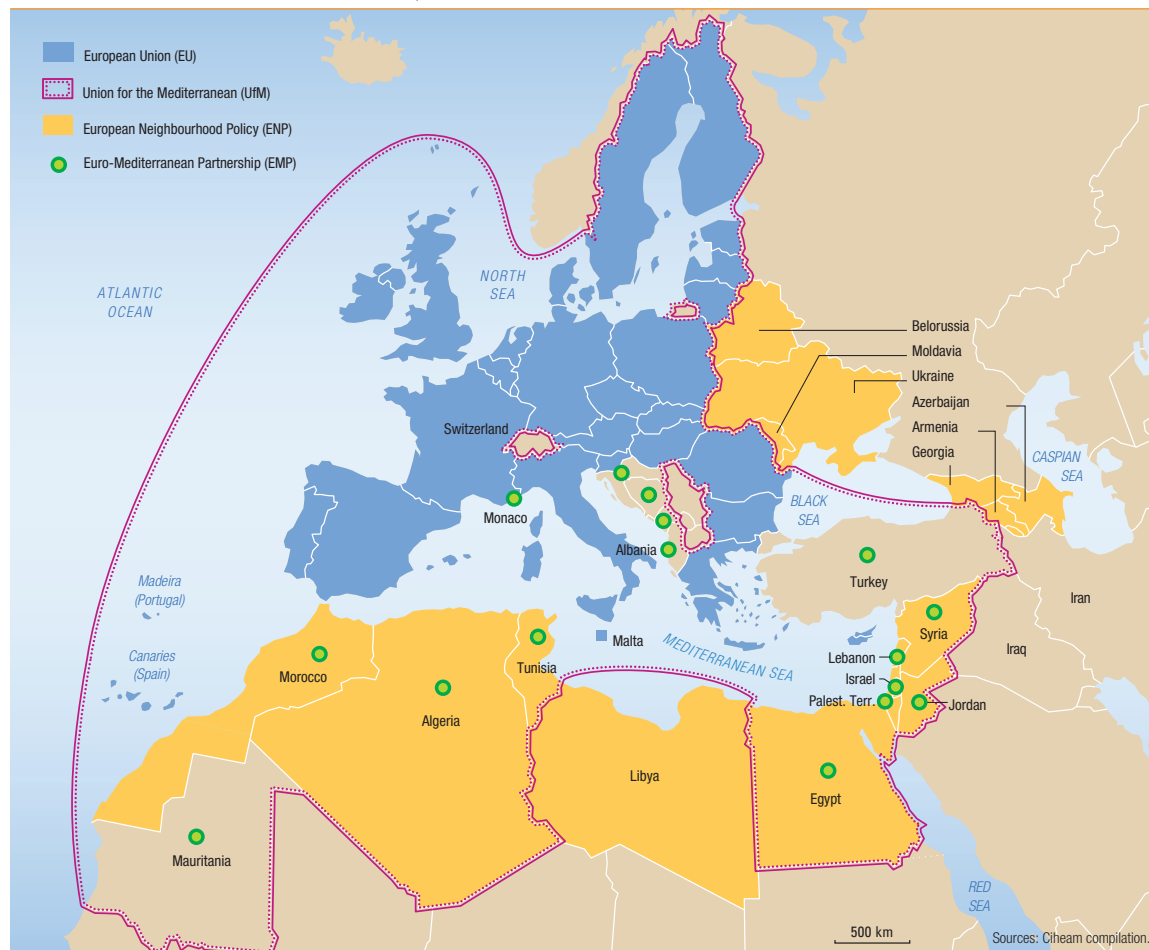 European Union (EU)
Union for the Mediterranean (UfM)
European Neighbourhood Policy (ENP)
Euro-Mediterranean Partnership (EMP)
ATLANTIC
OCEAN
NORTH
SEA
Belorussia
Moldavia
Ukraine
Azerbaijan
Armenia
Georgia
CASPIAN
SEA
Switzerland
BLACK
SEA
Monaco
Albania
Turkey
Madeira
(Portugal)
Iran
Syria
Malta
MEDITERRANEAN SEA
Iraq
Canaries
(Spain)
Morocco
Tunisia
Lebanon
Israel
Palest. Terr.
Jordan
Algeria
Libya
Egypt
Mauritania
RED
SEA
500 km
Sources: Ciheam compilation.